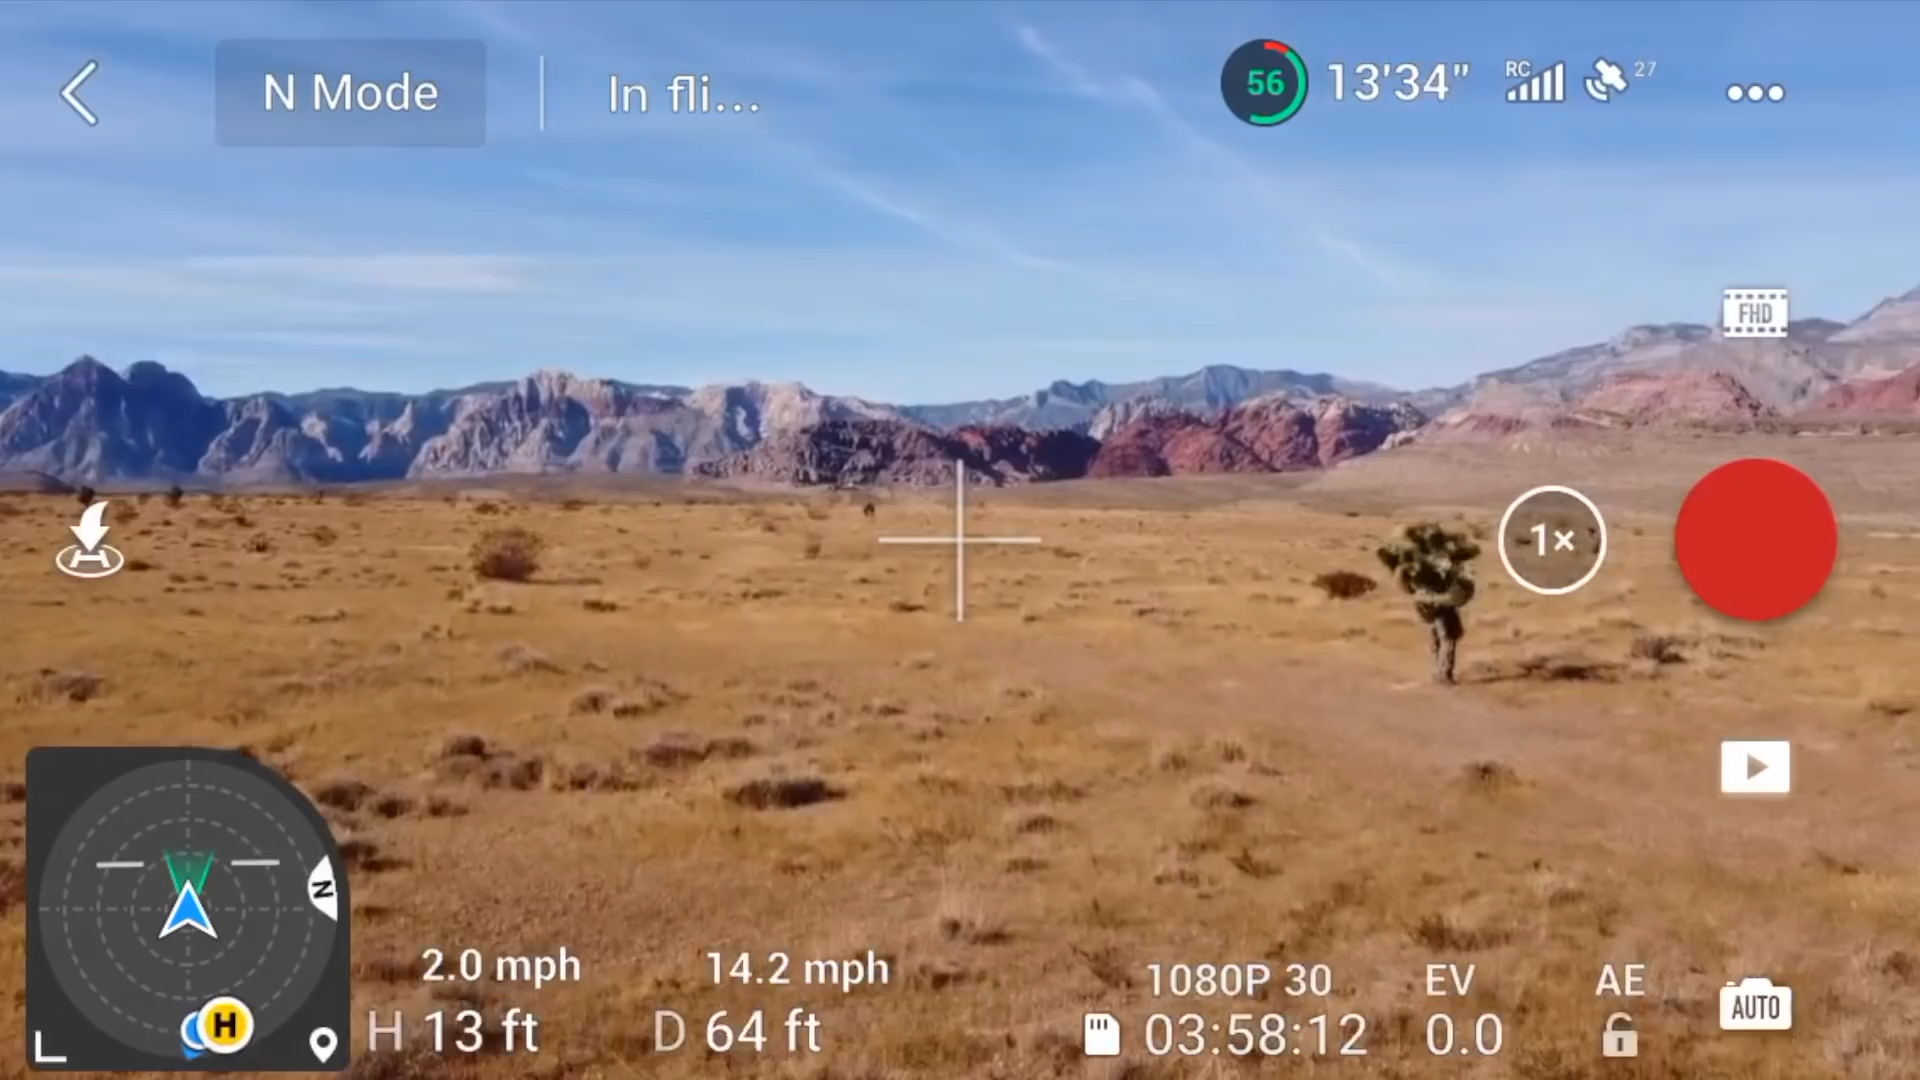 N Mode
In fli...
56
13'34"
RC
27
FHD
1×
N
H
2.0 mph
14.2 mph
H 13 ft
D 64 ft
1080P 30
03:58:12
EV
0.0
AE
AUTO